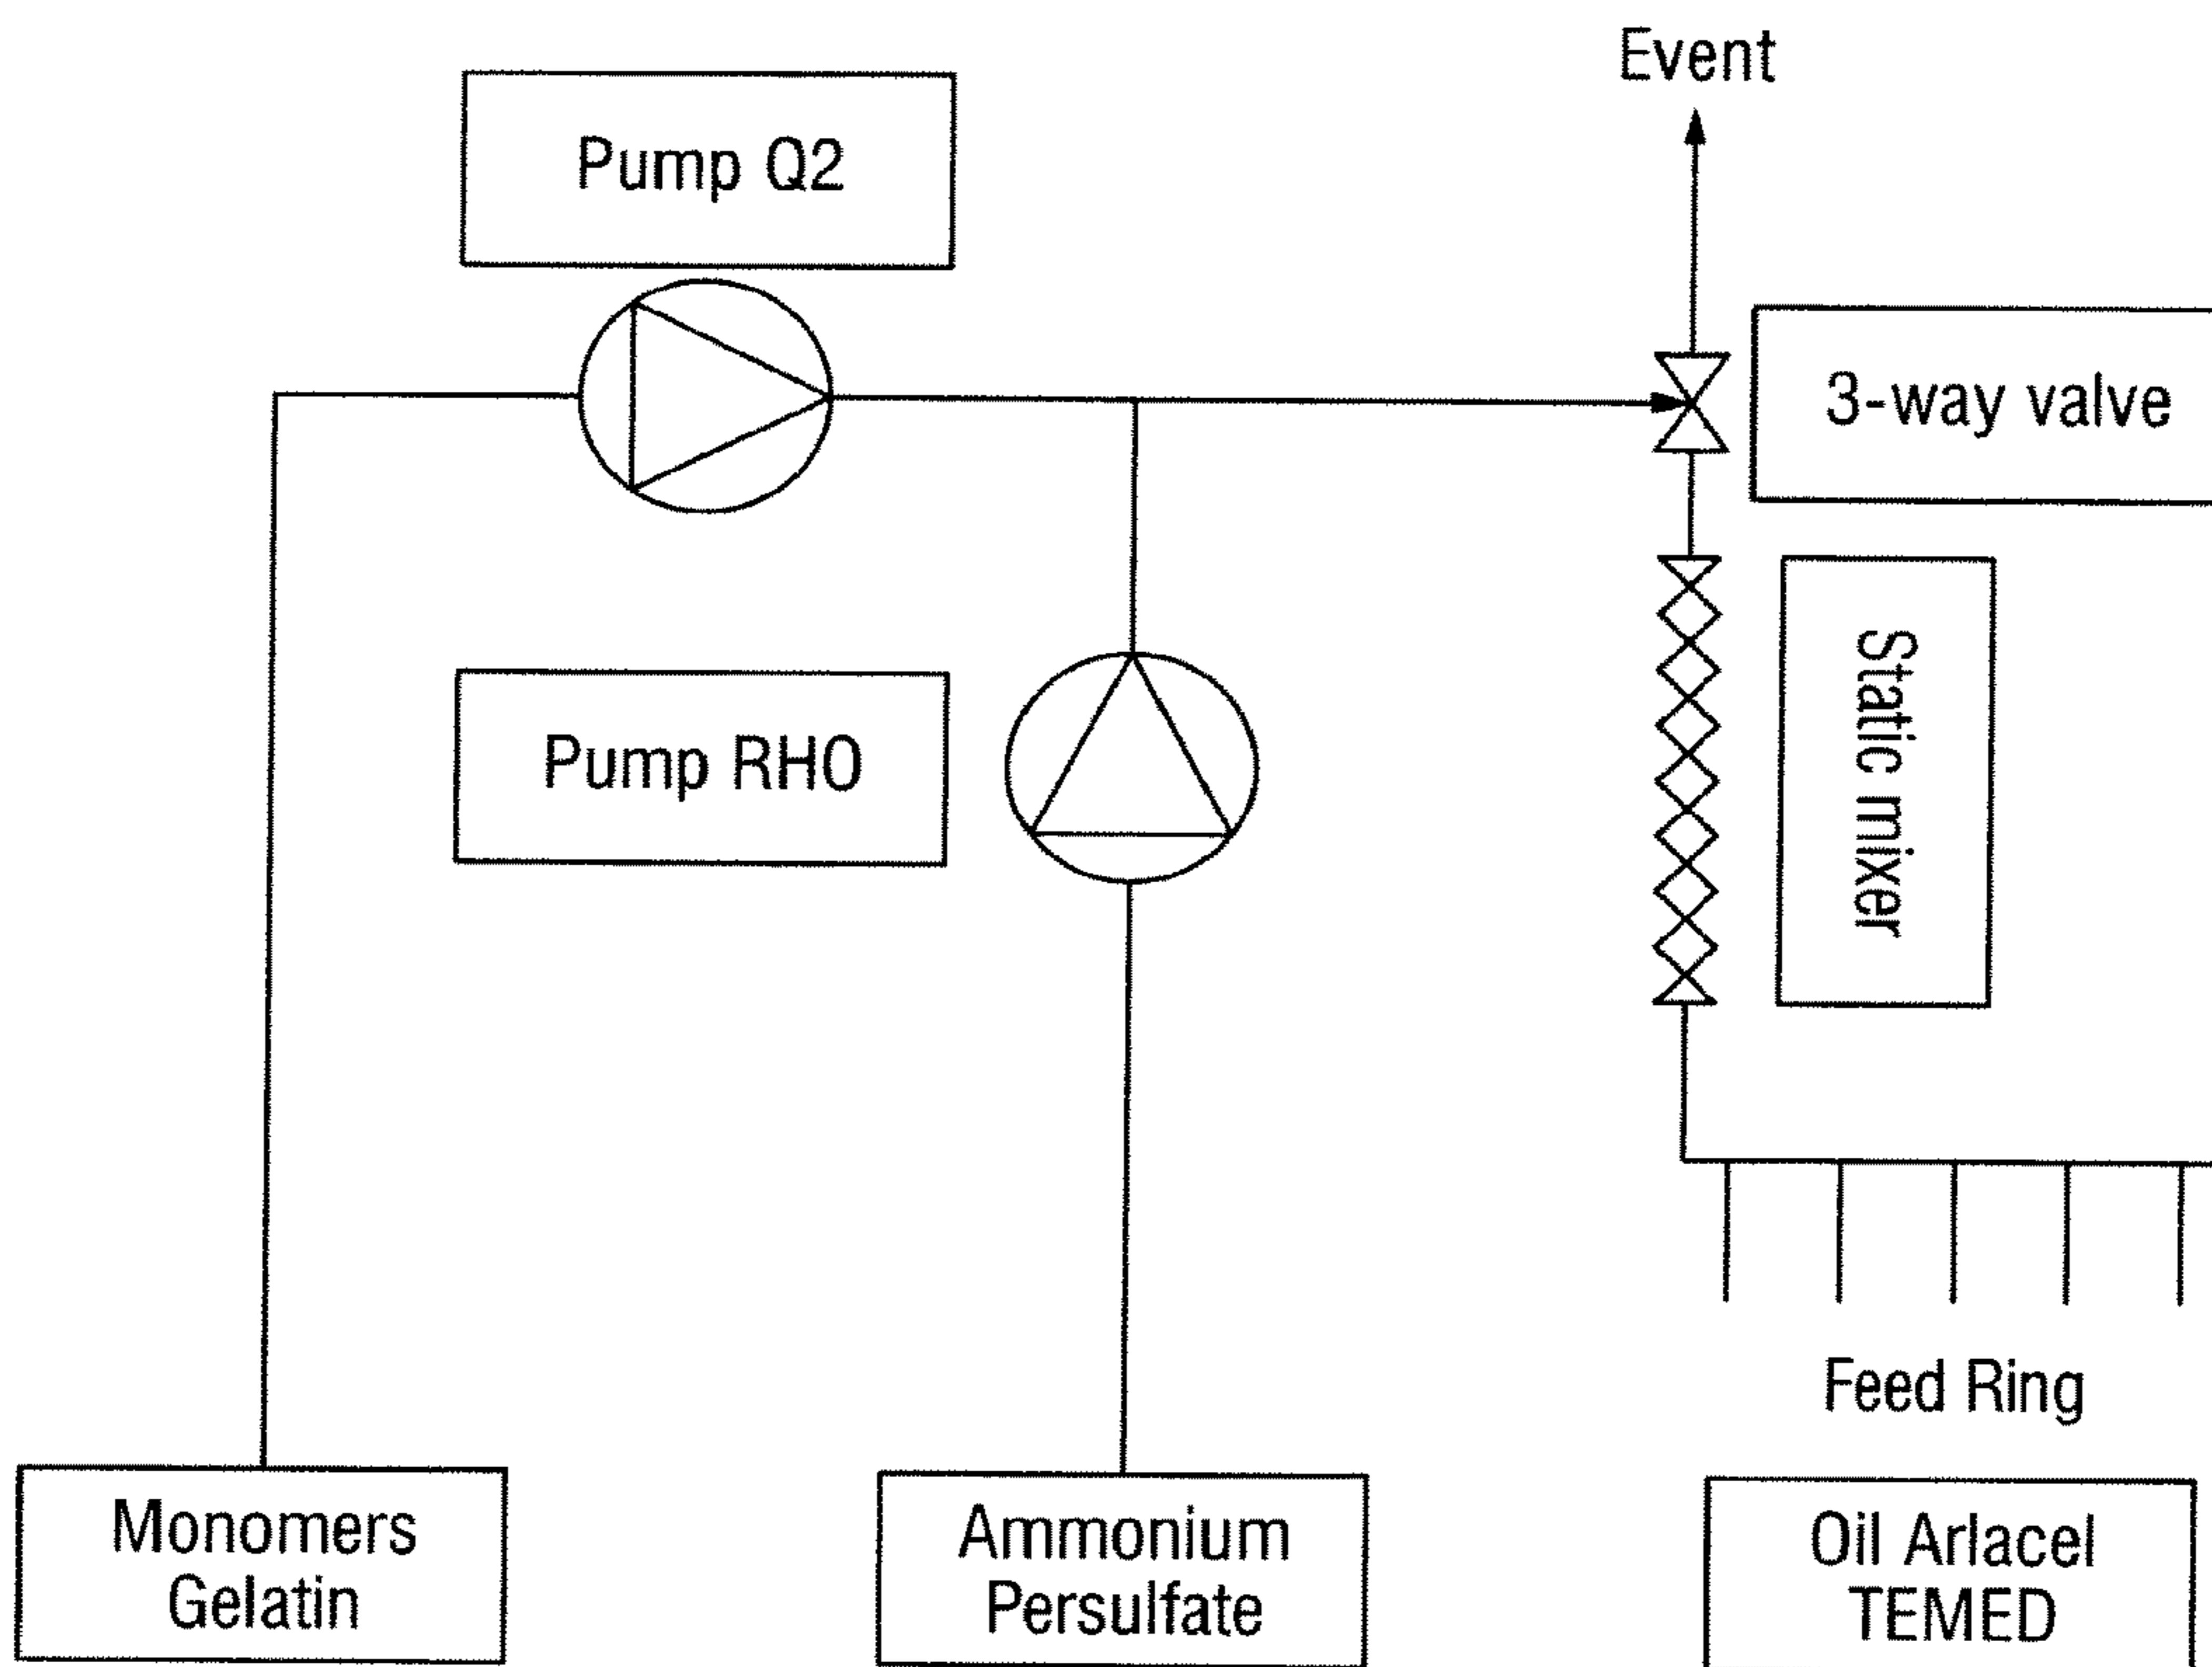 Event
Pump Q2
3-way valve
Static mixer
Pump RHO
Feed Ring
Monomers
Gelatin
Ammonium
Persulfate
Oil Arlacel
TEMED